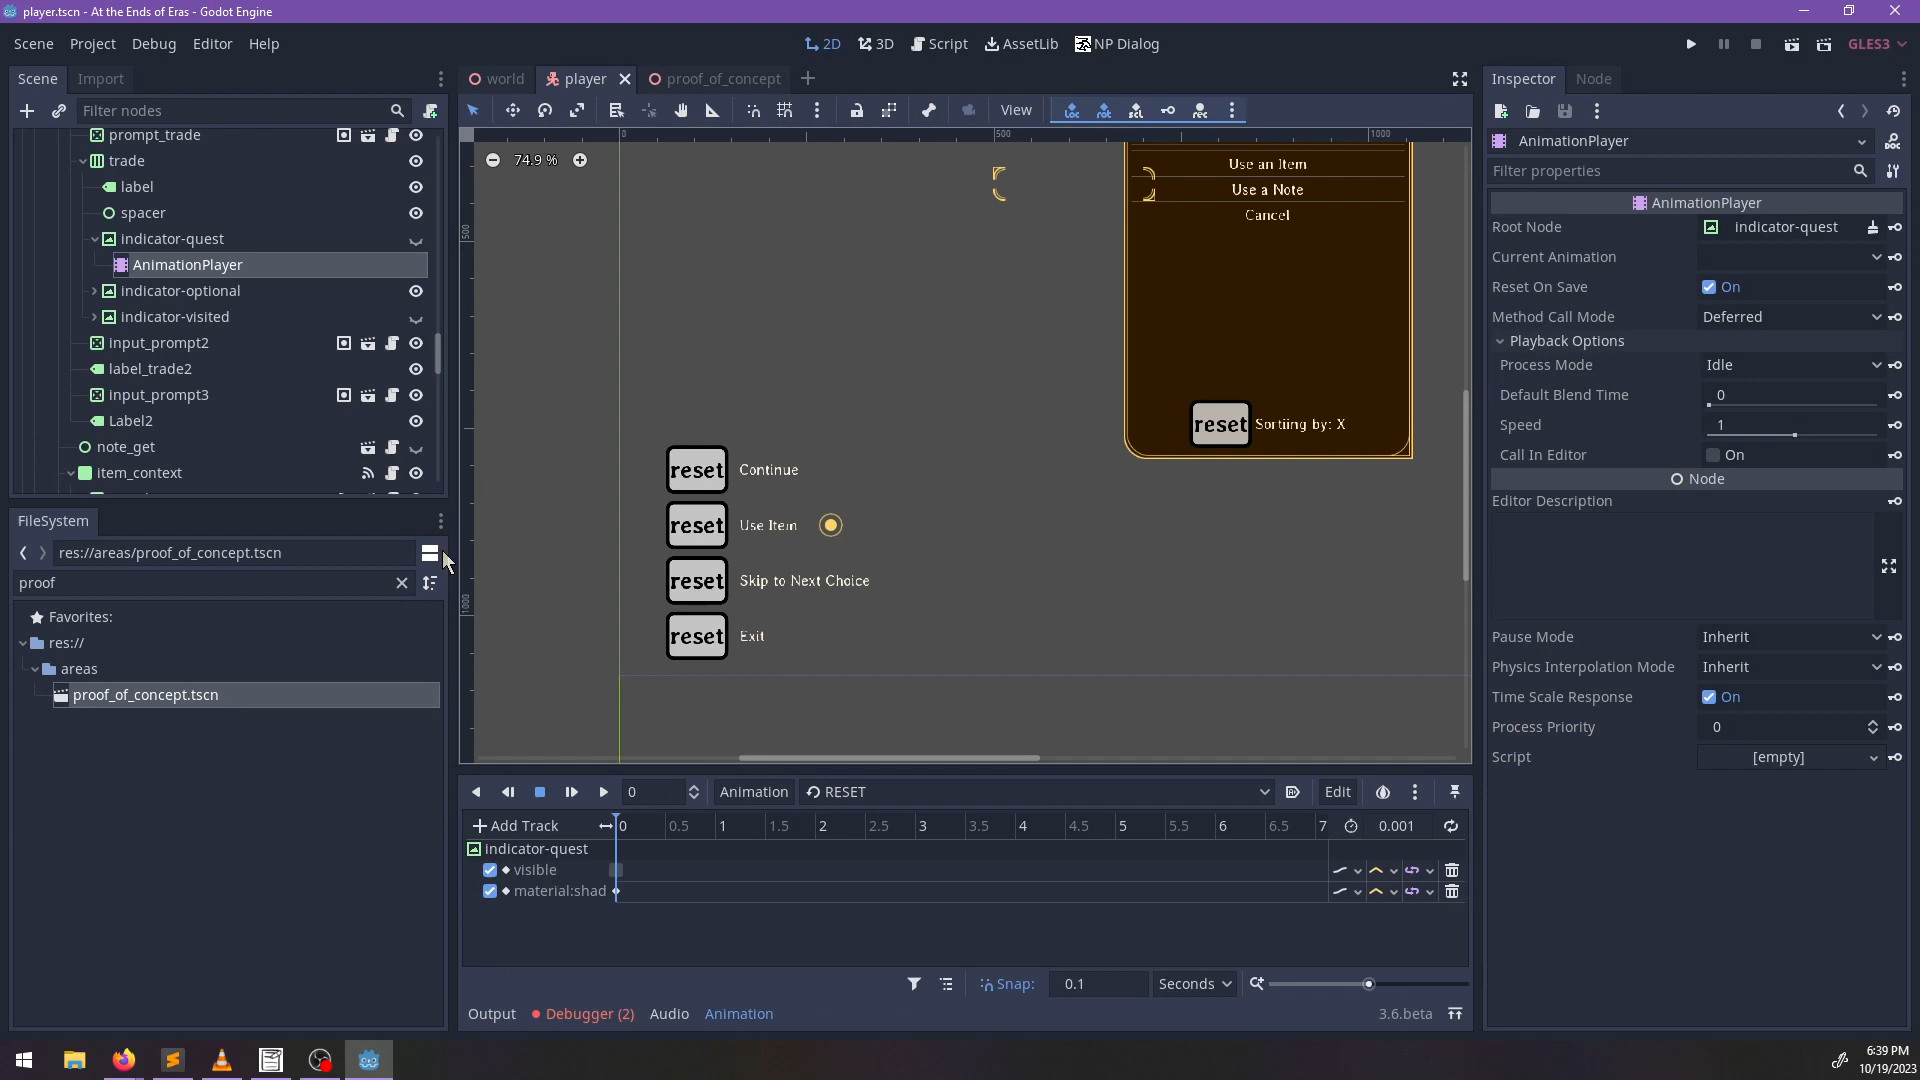 player.tscn - At the Ends of Eras - Godot Engine
Scene Project Debug Editor Help
2D 3D Script AssetLib NP Dialog
GLES3
Scene Import
world player proof_of_concept
Inspector Node
Filter nodes
View
prompt_trade
trade
label
spacer
indicator-quest
AnimationPlayer
indicator-optional
indicator-visited
input_prompt2
label_trade2
input_prompt3
Label2
note_get
item_context
FileSystem
res://areas/proof_of_concept.tscn
proof
Favorites:
res://
areas
proof_of_concept.tscn
0 500 1000
74.9 %
500
1000
Use an Item
Use a Note
Cancel
reset Sortiing by: X
reset Continue
reset Use Item
reset Skip to Next Choice
reset Exit
0 Animation RESET Edit
Add Track 0 0.5 1 1.5 2 2.5 3 3.5 4 4.5 5 5.5 6 6.5 7 0.001
indicator-quest
visible
material:shad
Snap: 0.1 Seconds
Output Debugger (2) Audio Animation 3.6.beta
AnimationPlayer
Filter properties
AnimationPlayer
Root Node indicator-quest
Current Animation
Reset On Save On
Method Call Mode Deferred
Playback Options
Process Mode Idle
Default Blend Time 0
Speed 1
Call In Editor On
Node
Editor Description
Pause Mode Inherit
Physics Interpolation Mode Inherit
Time Scale Response On
Process Priority 0
Script [empty]
6:39 PM
10/19/2023